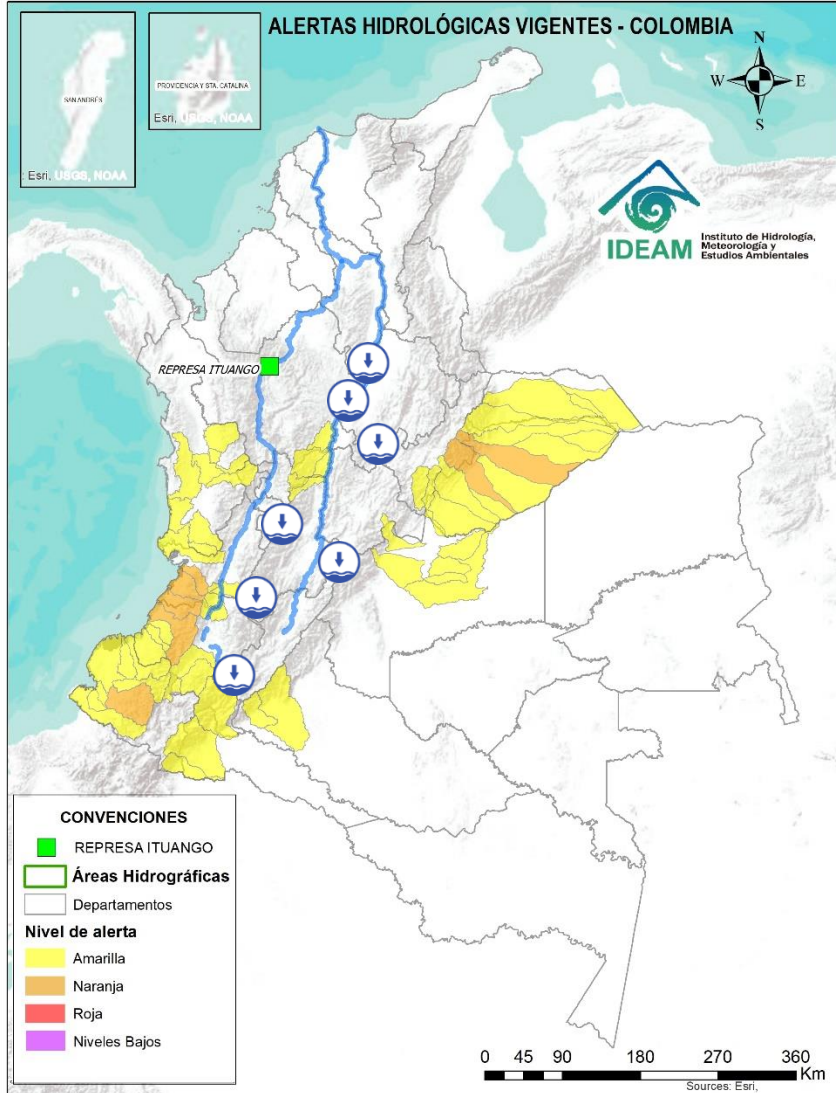 ALERTAS HIDROLÓGICAS VIGENTES - COLOMBIA
SAN ANDRÉS
Esri, USGS, NOAA
PROVIDENCIA Y STA. CATALINA
Esri, USGS, NOAA
N
W
E
S
IDEAM
Instituto de Hidrología,
Meteorología y
Estudios Ambientales
REPRESA ITUANGO
CONVENCIONES
REPRESA ITUANGO
Áreas Hidrográficas
Departamentos
Nivel de alerta
Amarilla
Naranja
Roja
Niveles Bajos
0 45 90 180 270 360
Km
Sources: Esri,